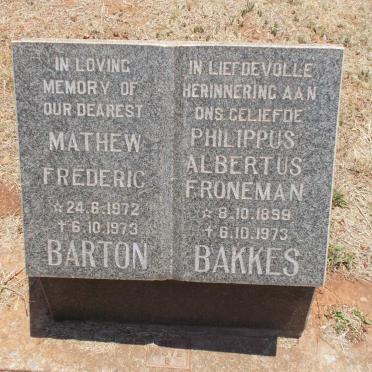 IN LOVING
MEMORY OF
OUR DEAREST
MATHEW
FREDERIC
☆ 24.6.1972
✝ 6.10.1973
BARTON
IN LIEFDEVOLLE
HERINNERING AAN
ONS GELIEFDE
PHILIPPUS
ALBERTUS
FRONEMAN
☆ 8.10.1899
✝ 6.10.1973
BAKKES